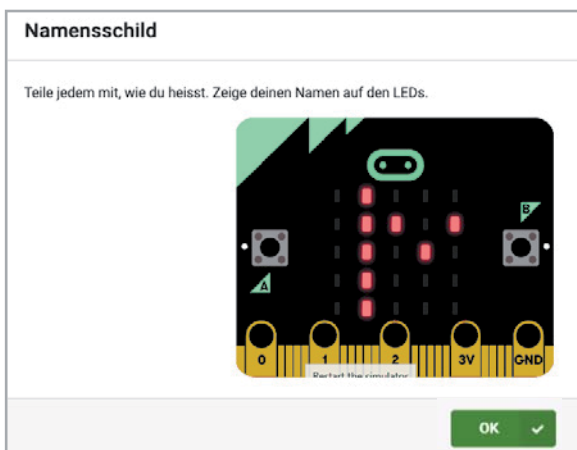 Namensschild
Teile jedem mit, wie du heisst. Zeige deinen Namen auf den LEDs.
B
A
0 1 2 3V GND
Restart the simulator
OK